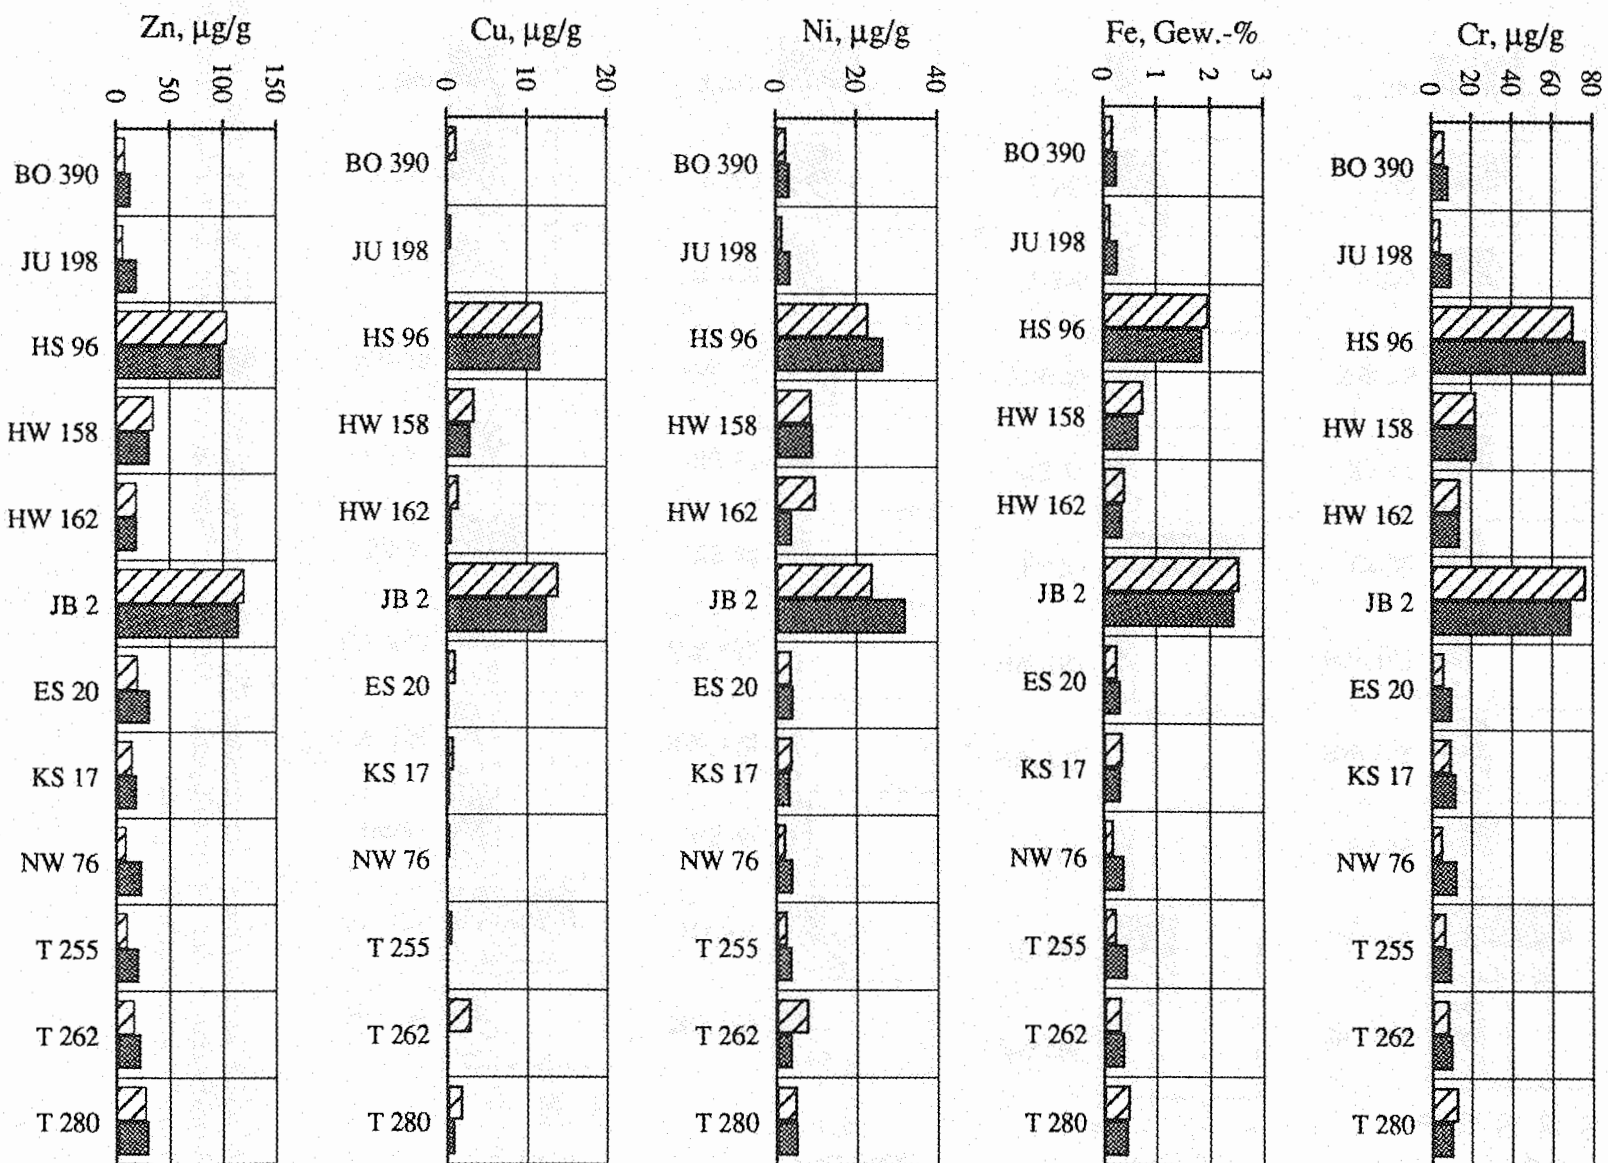 Zn, µg/g
0 50 100 150
BO 390
JU 198
HS 96
HW 158
HW 162
JB 2
ES 20
KS 17
NW 76
T 255
T 262
T 280
Cu, µg/g
0 10 20
BO 390
JU 198
HS 96
HW 158
HW 162
JB 2
ES 20
KS 17
NW 76
T 255
T 262
T 280
Ni, µg/g
0 20 40
BO 390
JU 198
HS 96
HW 158
HW 162
JB 2
ES 20
KS 17
NW 76
T 255
T 262
T 280
Fe, Gew.-%
0 1 2 3
BO 390
JU 198
HS 96
HW 158
HW 162
JB 2
ES 20
KS 17
NW 76
T 255
T 262
T 280
Cr, µg/g
0 20 40 60 80
BO 390
JU 198
HS 96
HW 158
HW 162
JB 2
ES 20
KS 17
NW 76
T 255
T 262
T 280